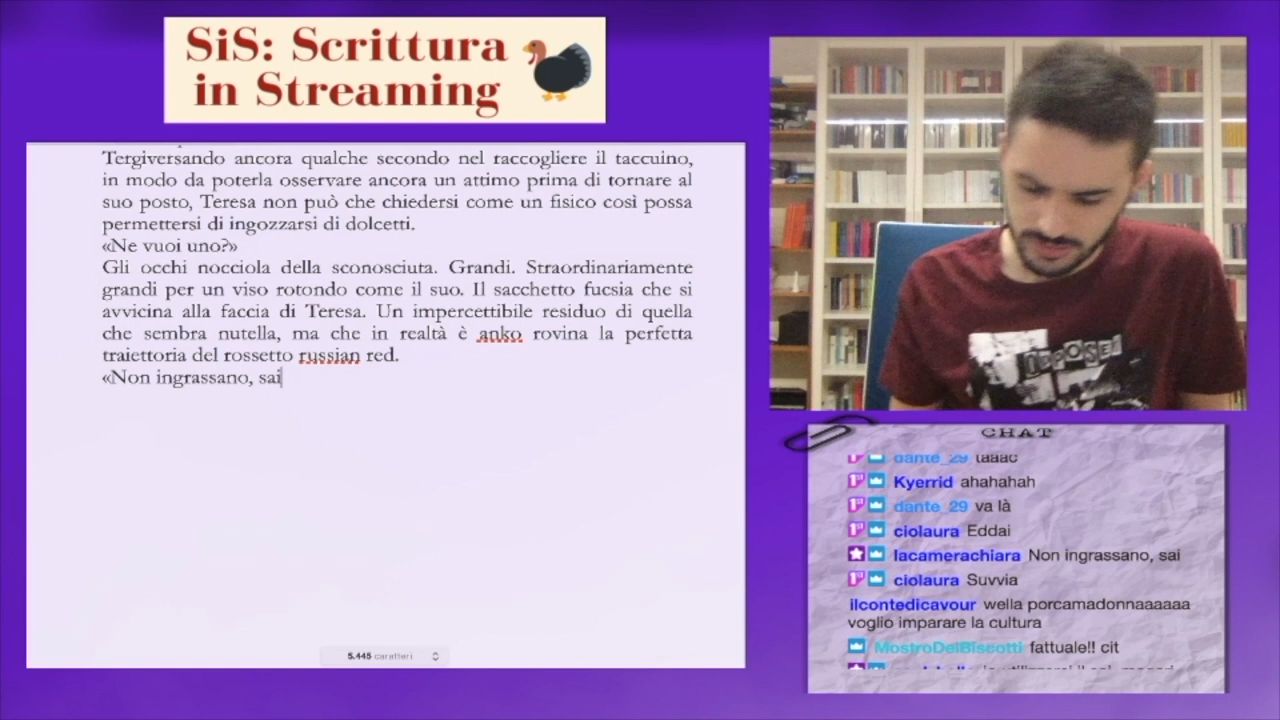 SiS: Scrittura
in Streaming
Tergiversando ancora qualche secondo nel raccogliere il taccuino,
in modo da poterla osservare ancora un attimo prima di tornare al
suo posto, Teresa non può che chiedersi come un fisico così possa
permettersi di ingozzarsi di dolcetti.
«Ne vuoi uno?»
Gli occhi nocciola della sconosciuta. Grandi. Straordinariamente
grandi per un viso rotondo come il suo. Il sacchetto fucsia che si
avvicina alla faccia di Teresa. Un impercettibile residuo di quella
che sembra nutella, ma che in realtà è anko rovina la perfetta
traiettoria del rossetto russian red.
«Non ingrassano, sai
5.445 caratteri
CHAT
dante_29 taaac
Kyerrid ahahahah
dante_29 va là
ciolaura Eddai
lacamerachiara Non ingrassano, sai
ciolaura Suvvia
ilcontedicavour wella porcamadonnaaaaaa
voglio imparare la cultura
MostroDeiBiscotti fattuale!! cit